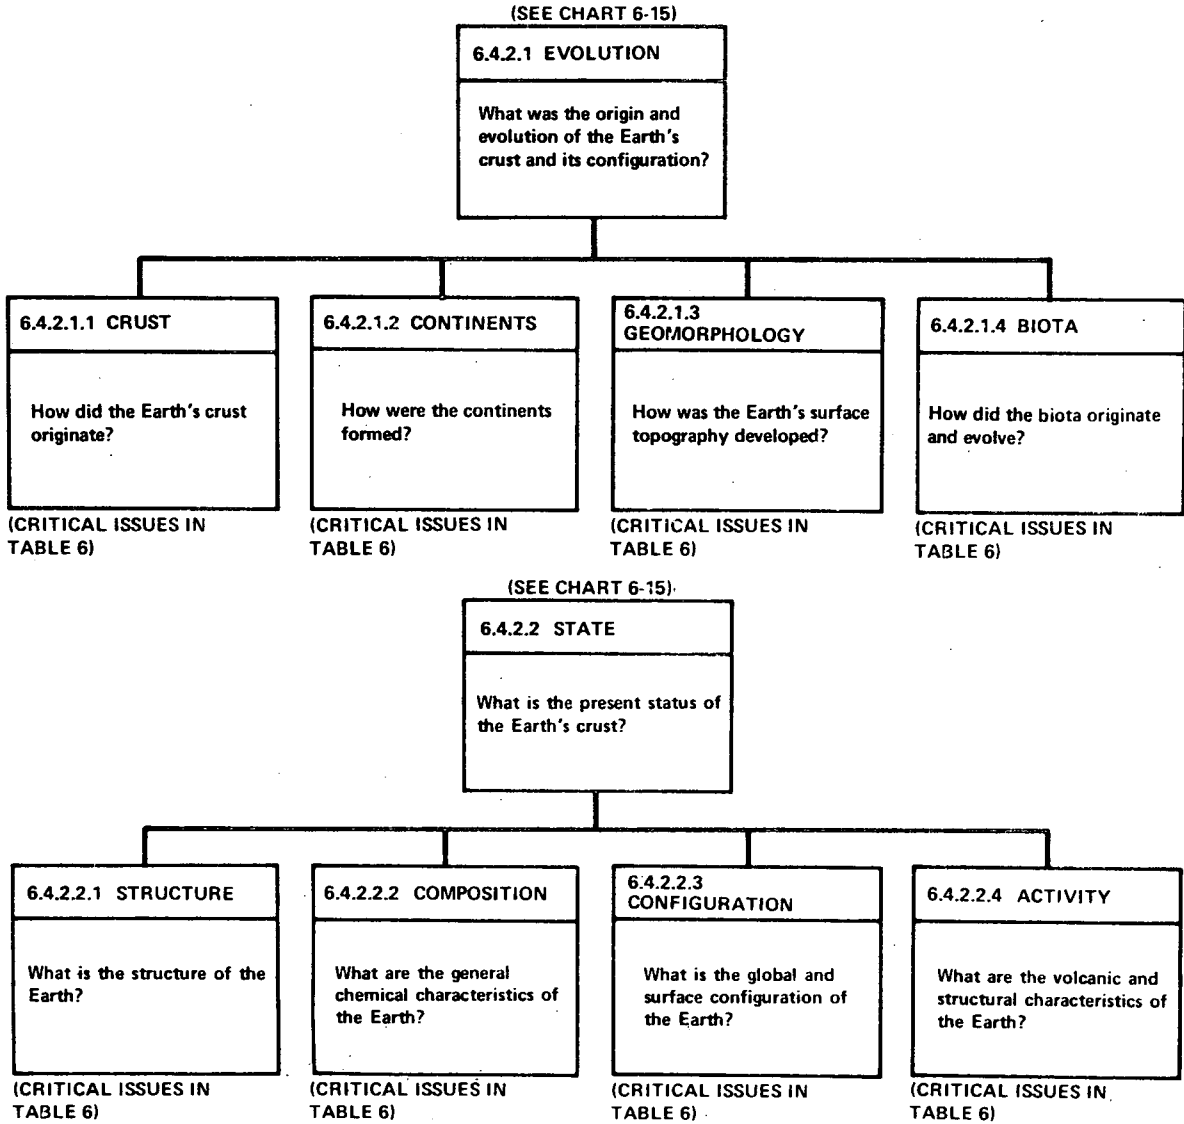 (SEE CHART 6-15)
6.4.2.1 EVOLUTION
What was the origin and
evolution of the Earth's
crust and its configuration?
6.4.2.1.1 CRUST
How did the Earth's crust
originate?
(CRITICAL ISSUES IN
TABLE 6)
6.4.2.1.2 CONTINENTS
How were the continents
formed?
(CRITICAL ISSUES IN
TABLE 6)
6.4.2.1.3
GEOMORPHOLOGY
How was the Earth's surface
topography developed?
(CRITICAL ISSUES IN
TABLE 6)
6.4.2.1.4 BIOTA
How did the biota originate
and evolve?
(CRITICAL ISSUES IN
TABLE 6)
(SEE CHART 6-15)
6.4.2.2 STATE
What is the present status of
the Earth's crust?
6.4.2.2.1 STRUCTURE
What is the structure of the
Earth?
(CRITICAL ISSUES IN
TABLE 6)
6.4.2.2.2 COMPOSITION
What are the general
chemical characteristics of
the Earth?
(CRITICAL ISSUES IN
TABLE 6)
6.4.2.2.3
CONFIGURATION
What is the global and
surface configuration of
the Earth?
(CRITICAL ISSUES IN
TABLE 6)
6.4.2.2.4 ACTIVITY
What are the volcanic and
structural characteristics of
the Earth?
(CRITICAL ISSUES IN
TABLE 6)